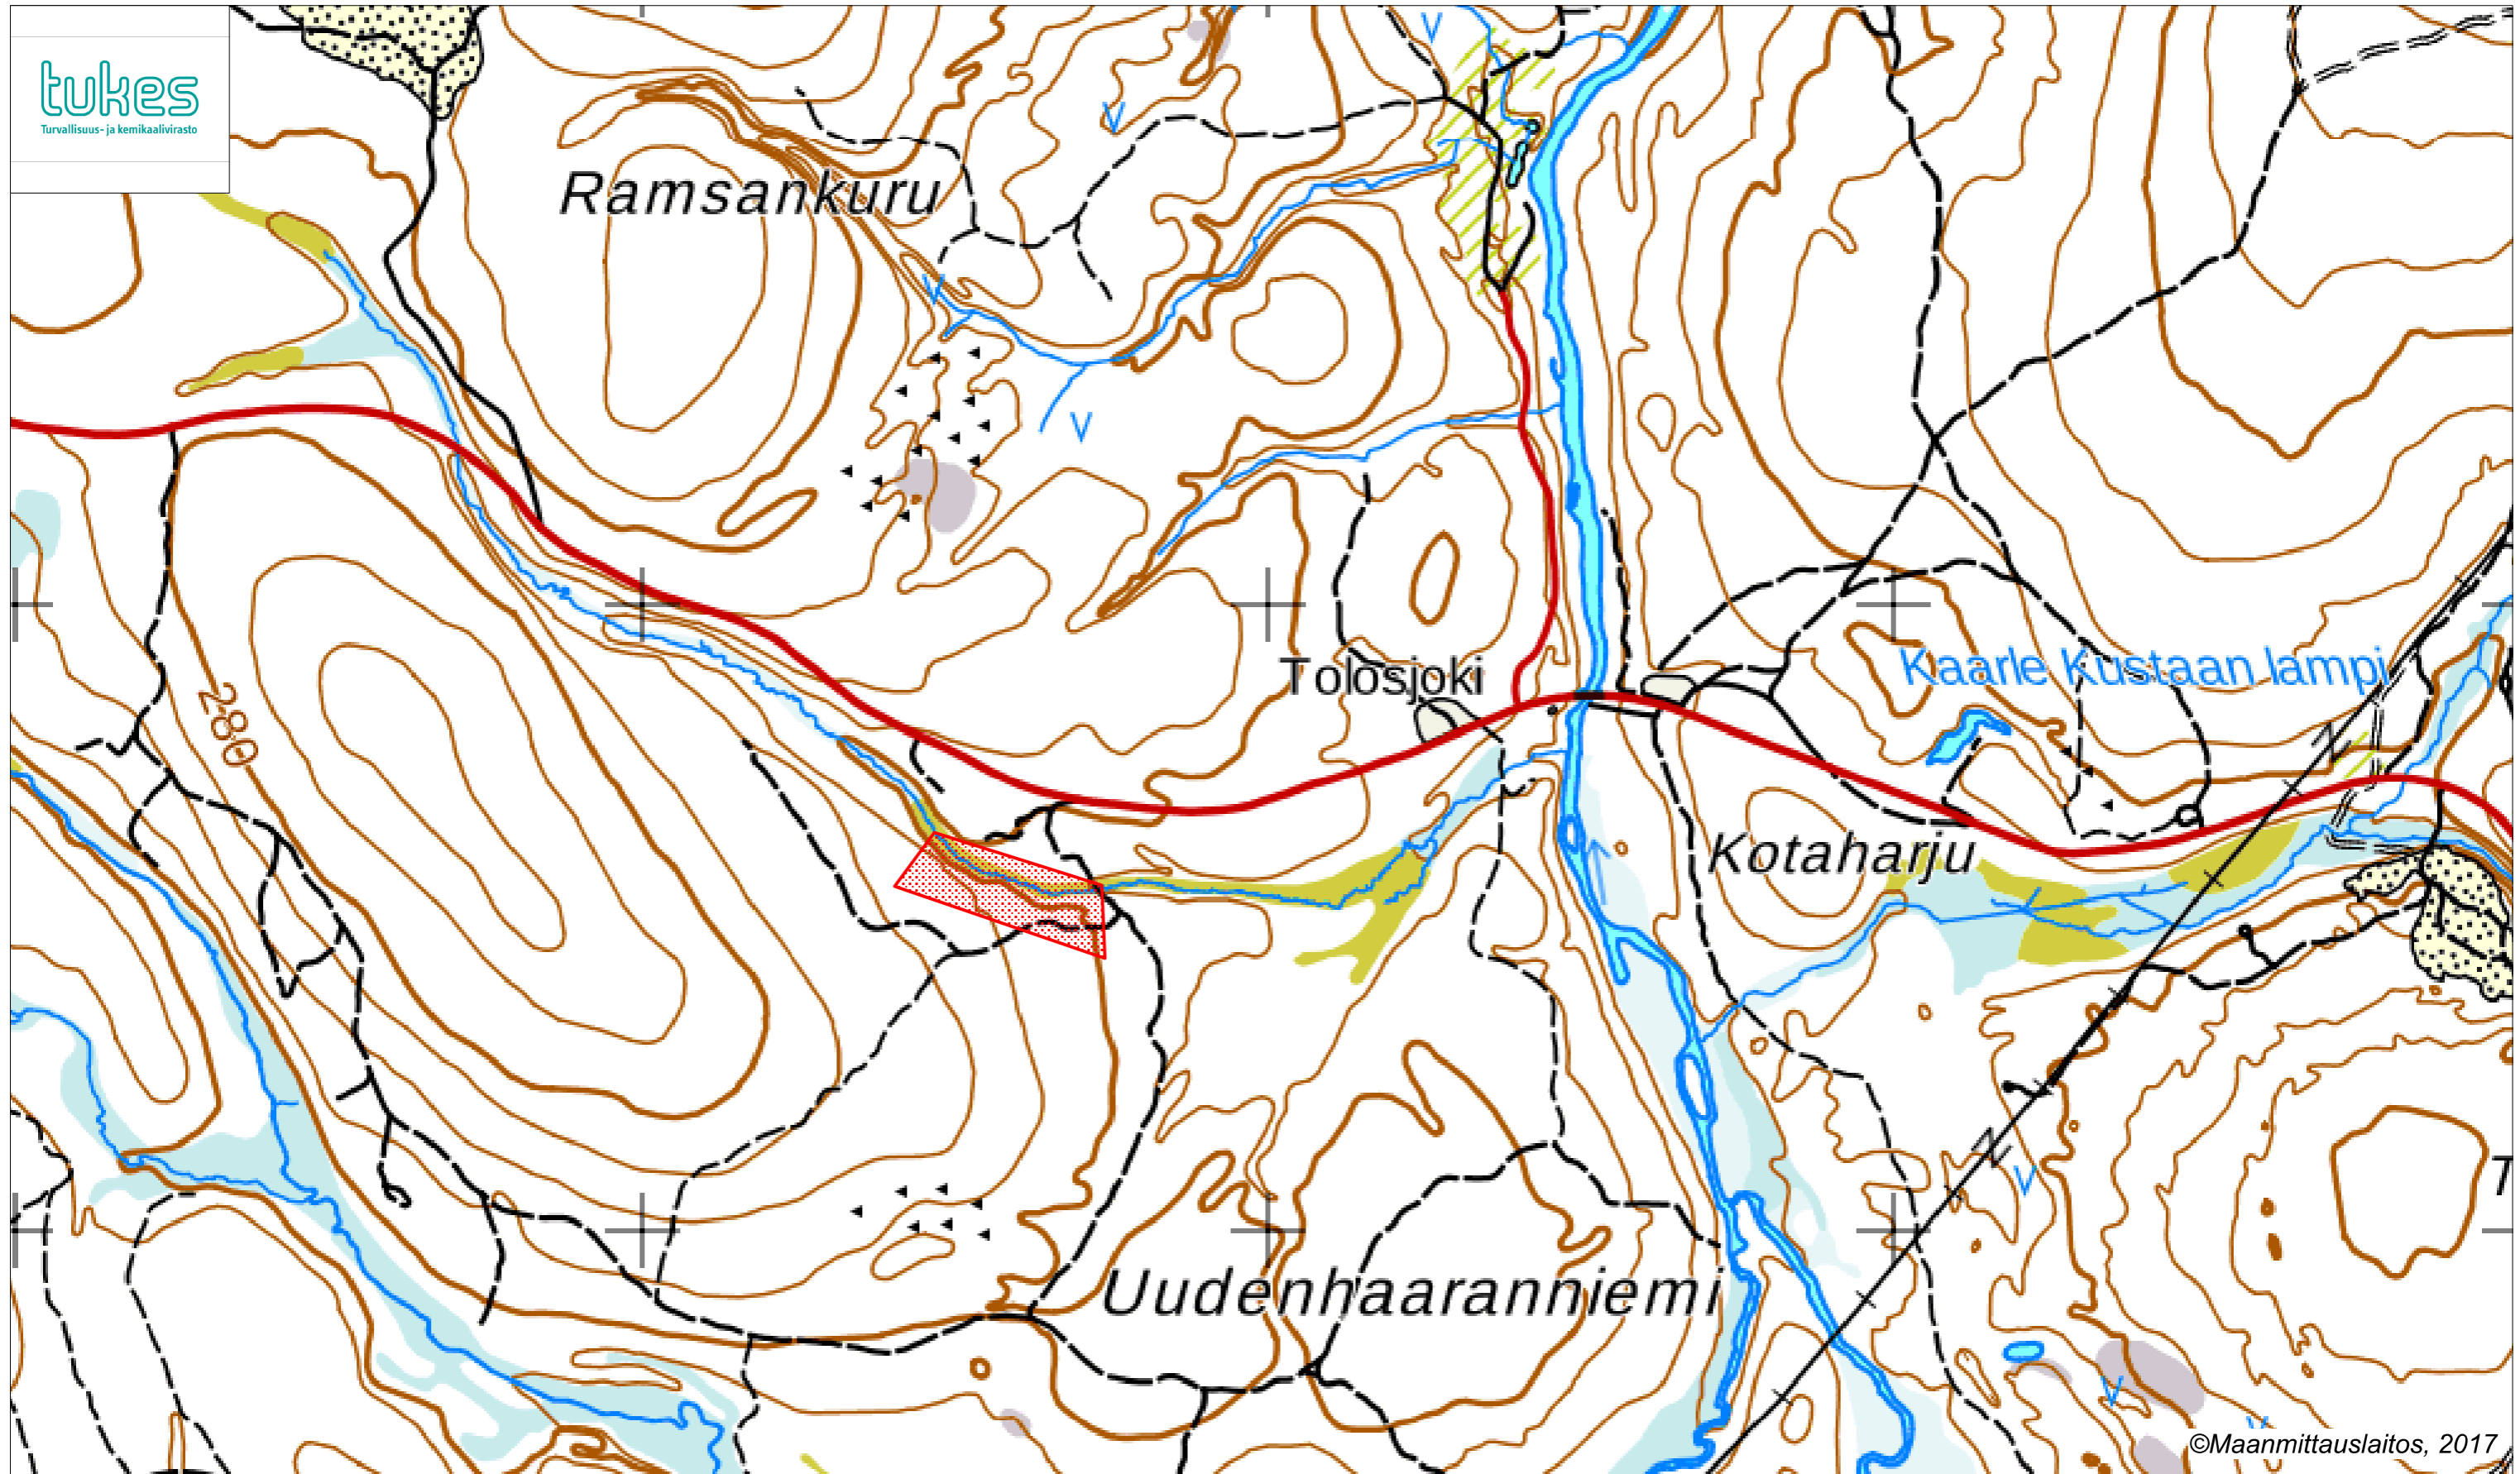 tukes
Turvallisuus- ja kemikaalivirasto
Ramsankuru
Tolosjoki
Kaarle Kustaan lampi
280
Kotaharju
Uudenhaaranniemi
T
©Maanmittauslaitos, 2017